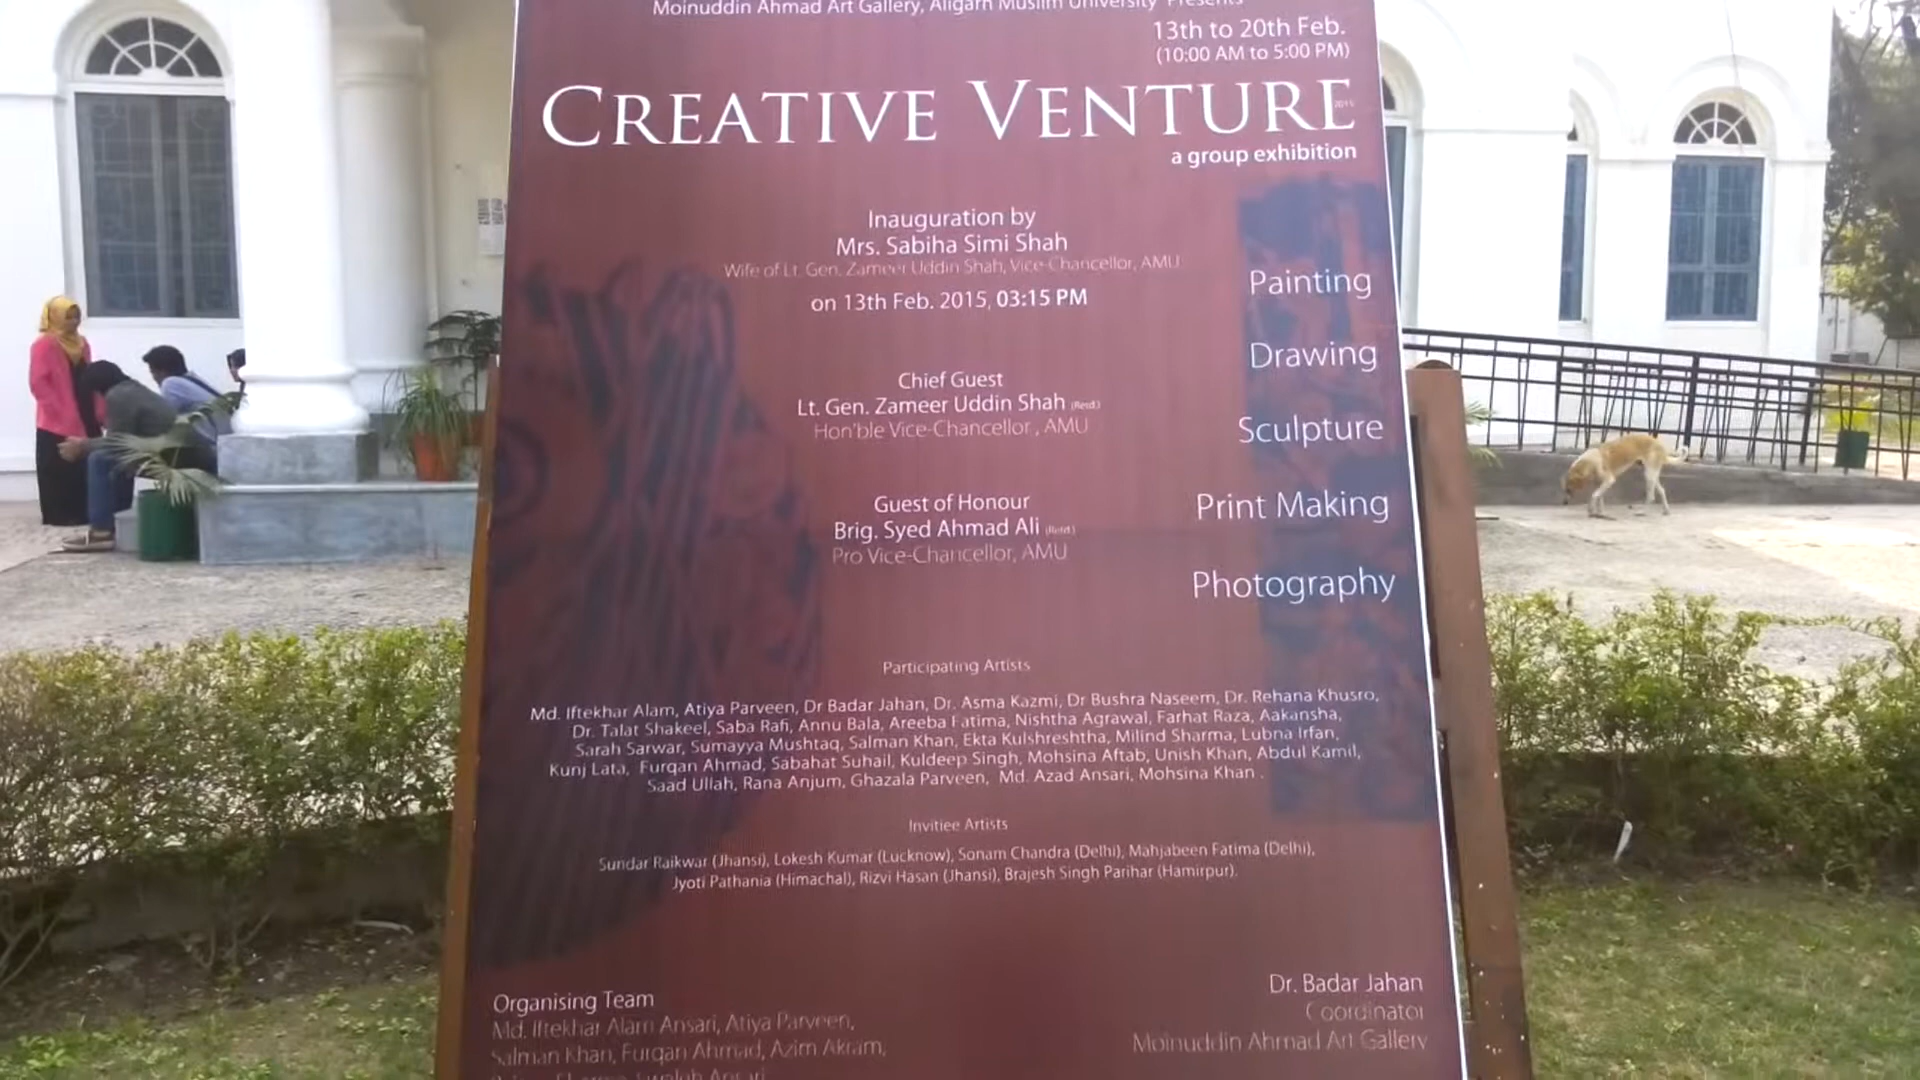 Moinuddin Ahmad Art Gallery, Aligarh Muslim University Presents
13th to 20th Feb.
(10:00 AM to 5:00 PM)
CREATIVE VENTURE
2015
a group exhibition
Inauguration by
Mrs. Sabiha Simi Shah
Wife of Lt. Gen. Zameer Uddin Shah, Vice-Chancellor, AMU
on 13th Feb. 2015, 03:15 PM
Painting
Drawing
Sculpture
Print Making
Photography
Chief Guest
Lt. Gen. Zameer Uddin Shah (Retd.)
Hon'ble Vice-Chancellor, AMU
Guest of Honour
Brig. Syed Ahmad Ali (Retd.)
Pro Vice-Chancellor, AMU
Participating Artists
Md. Iftekhar Alam, Atiya Parveen, Dr Badar Jahan, Dr. Asma Kazmi, Dr Bushra Naseem, Dr. Rehana Khusro,
Dr. Talat Shakeel, Saba Rafi, Annu Bala, Areeba Fatima, Nishtha Agrawal, Farhat Raza, Aakansha,
Sarah Sarwar, Sumayya Mushtaq, Salman Khan, Ekta Kulshreshtha, Milind Sharma, Lubna Irfan,
Kunj Lata, Furqan Ahmad, Sabahat Suhail, Kuldeep Singh, Mohsina Aftab, Unish Khan, Abdul Kamil,
Saad Ullah, Rana Anjum, Ghazala Parveen, Md. Azad Ansari, Mohsina Khan .
Invitiee Artists
Sundar Raikwar (Jhansi), Lokesh Kumar (Lucknow), Sonam Chandra (Delhi), Mahjabeen Fatima (Delhi),
Jyoti Pathania (Himachal), Rizvi Hasan (Jhansi), Brajesh Singh Parihar (Hamirpur).
Organising Team
Md. Iftekhar Alam Ansari, Atiya Parveen,
Salman Khan, Furqan Ahmad, Azim Akram,
Ansari
Dr. Badar Jahan
Coordinator
Moinuddin Ahmad Art Gallery